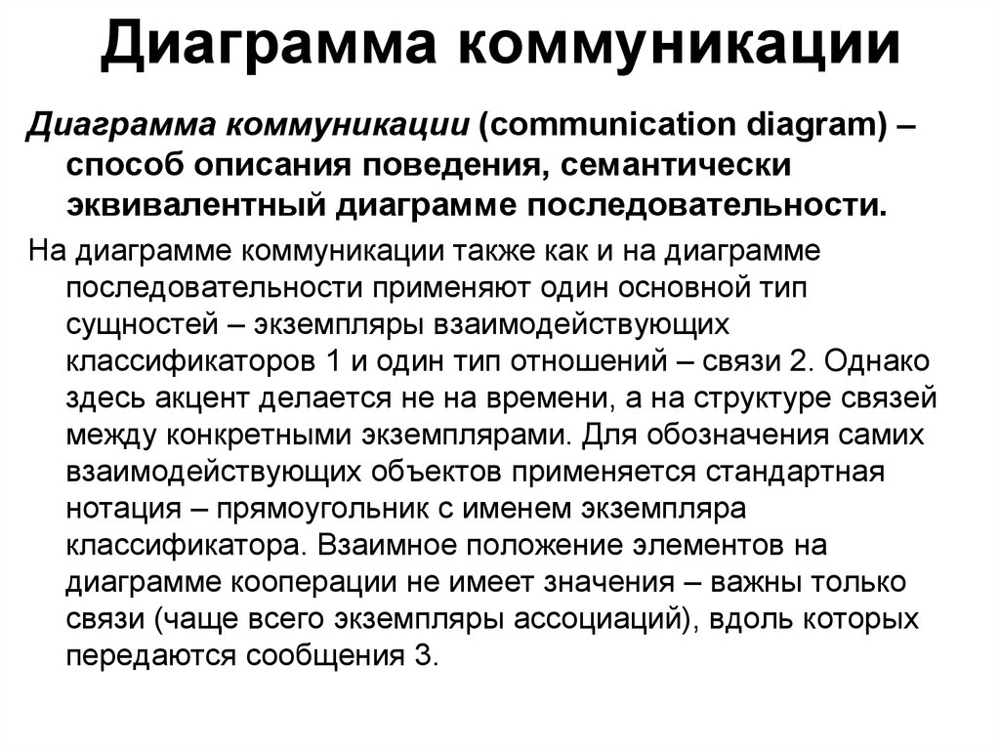 Диаграмма коммуникации
Диаграмма коммуникации (communication diagram) –
способ описания поведения, семантически
эквивалентный диаграмме последовательности.
На диаграмме коммуникации также как и на диаграмме
последовательности применяют один основной тип
сущностей – экземпляры взаимодействующих
классификаторов 1 и один тип отношений – связи 2. Однако
здесь акцент делается не на времени, а на структуре связей
между конкретными экземплярами. Для обозначения самих
взаимодействующих объектов применяется стандартная
нотация – прямоугольник с именем экземпляра
классификатора. Взаимное положение элементов на
диаграмме кооперации не имеет значения – важны только
связи (чаще всего экземпляры ассоциаций), вдоль которых
передаются сообщения 3.